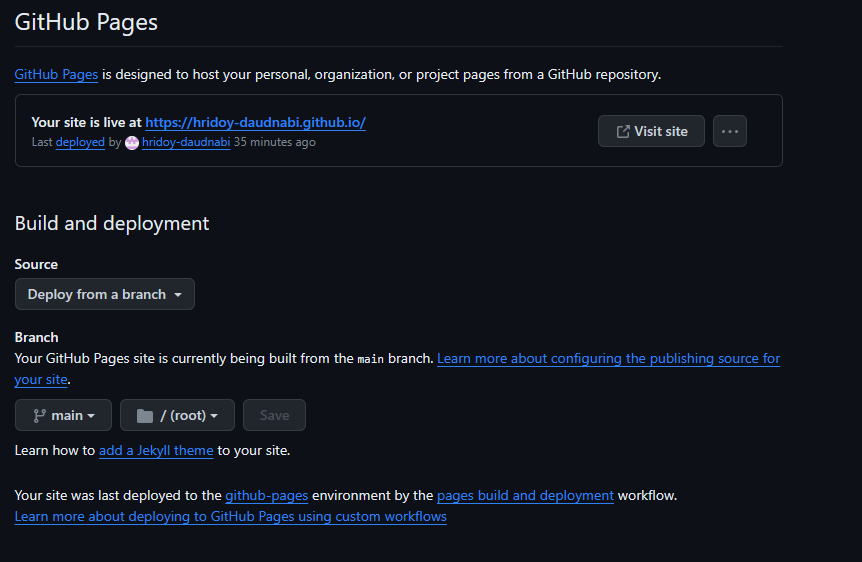 GitHub Pages
GitHub Pages is designed to host your personal, organization, or project pages from a GitHub repository.
Your site is live at https://hridoy-daudnabi.github.io/
Last deployed by hridoy-daudnabi 35 minutes ago
Visit site
Build and deployment
Source
Deploy from a branch
Branch
Your GitHub Pages site is currently being built from the main branch. Learn more about configuring the publishing source for
your site.
main
/ (root)
Save
Learn how to add a Jekyll theme to your site.
Your site was last deployed to the github-pages environment by the pages build and deployment workflow.
Learn more about deploying to GitHub Pages using custom workflows